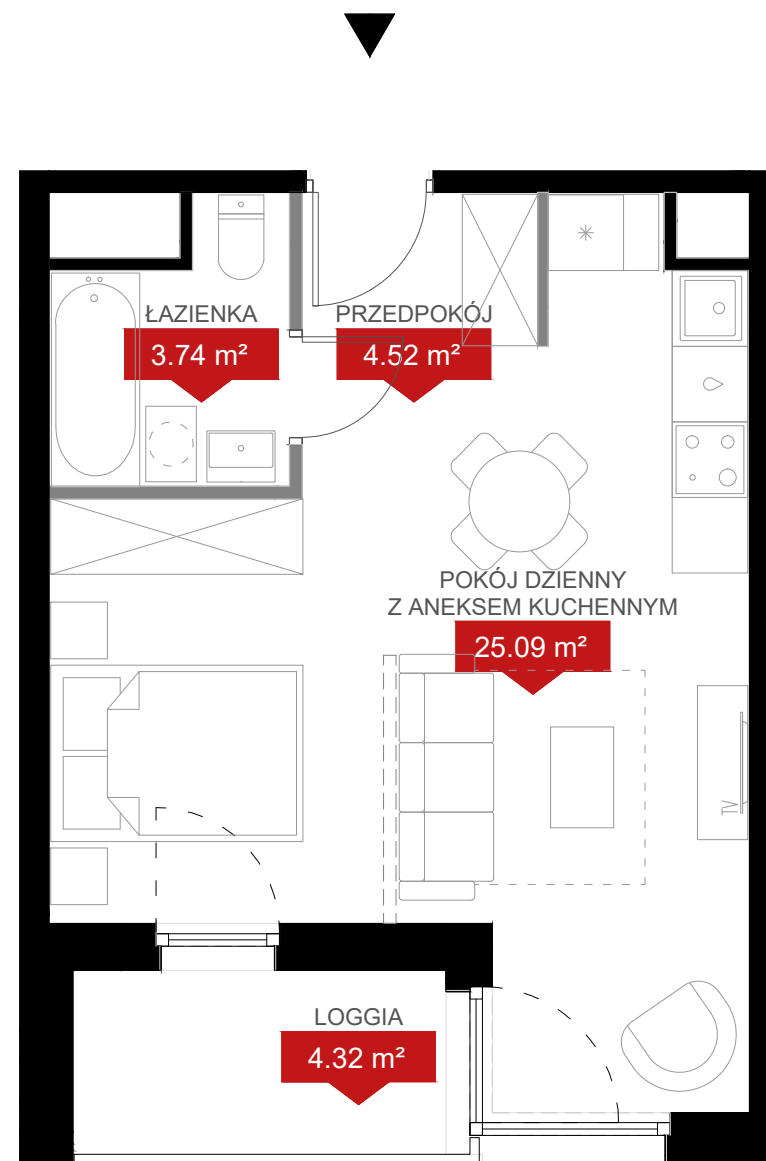 ŁAZIENKA
3.74 m²
PRZEDPOKÓJ
4.52 m²
POKÓJ DZIENNY
Z ANEKSEM KUCHENNYM
25.09 m²
TV
LOGGIA
4.32 m²